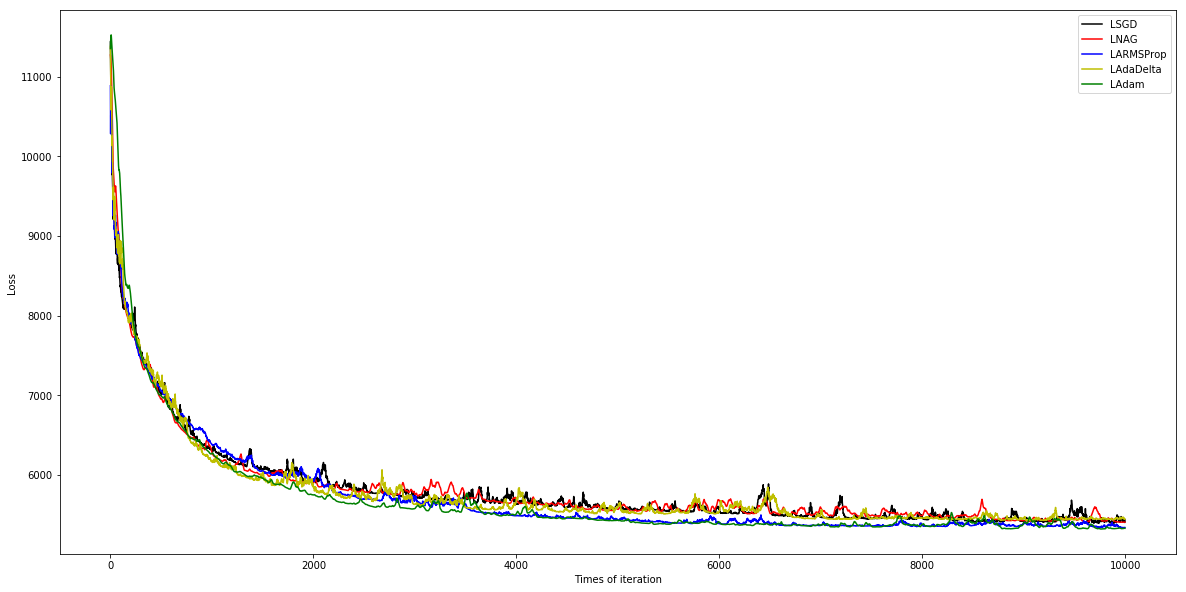 LSGD
LNAG
LARMSProp
LAdaDelta
LAdam
11000
10000
9000
8000
7000
6000
Loss
0 2000 4000 6000 8000 10000
Times of iteration